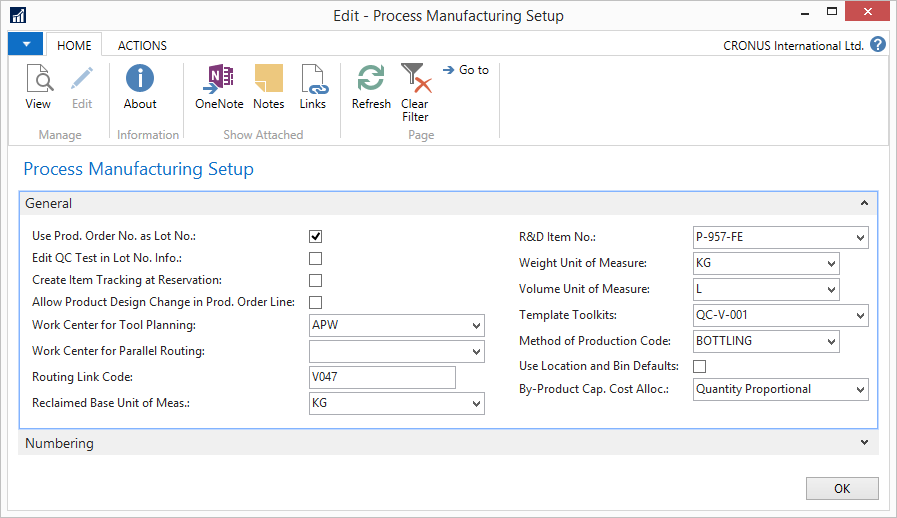 Edit - Process Manufacturing Setup
HOME
ACTIONS
CRONUS International Ltd.
?
View
Edit
About
OneNote
Notes
Links
Refresh
Clear
Filter
Go to
Manage
Information
Show Attached
Page
Process Manufacturing Setup
General
Use Prod. Order No. as Lot No.:
Edit QC Test in Lot No. Info.:
Create Item Tracking at Reservation:
Allow Product Design Change in Prod. Order Line:
Work Center for Tool Planning: APW
Work Center for Parallel Routing:
Routing Link Code: V047
Reclaimed Base Unit of Meas.: KG
R&D Item No.: P-957-FE
Weight Unit of Measure: KG
Volume Unit of Measure: L
Template Toolkits: QC-V-001
Method of Production Code: BOTTLING
Use Location and Bin Defaults:
By-Product Cap. Cost Alloc.: Quantity Proportional
Numbering
OK